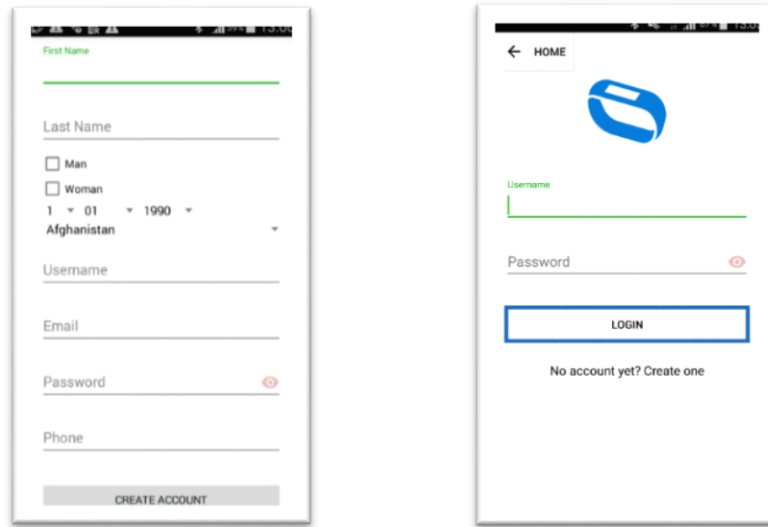 First Name
Last Name
Man
Woman
1 01 1990
Afghanistan
Username
Email
Password
Phone
CREATE ACCOUNT
HOME
Username
Password
LOGIN
No account yet? Create one